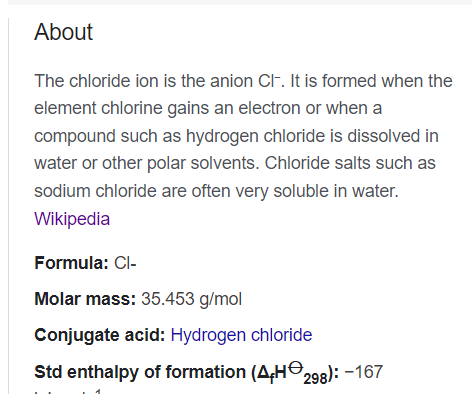 About
The chloride ion is the anion Cl⁻. It is formed when the
element chlorine gains an electron or when a
compound such as hydrogen chloride is dissolved in
water or other polar solvents. Chloride salts such as
sodium chloride are often very soluble in water.
Wikipedia
Formula: Cl-
Molar mass: 35.453 g/mol
Conjugate acid: Hydrogen chloride
Std enthalpy of formation (ΔfH⦵298): −167